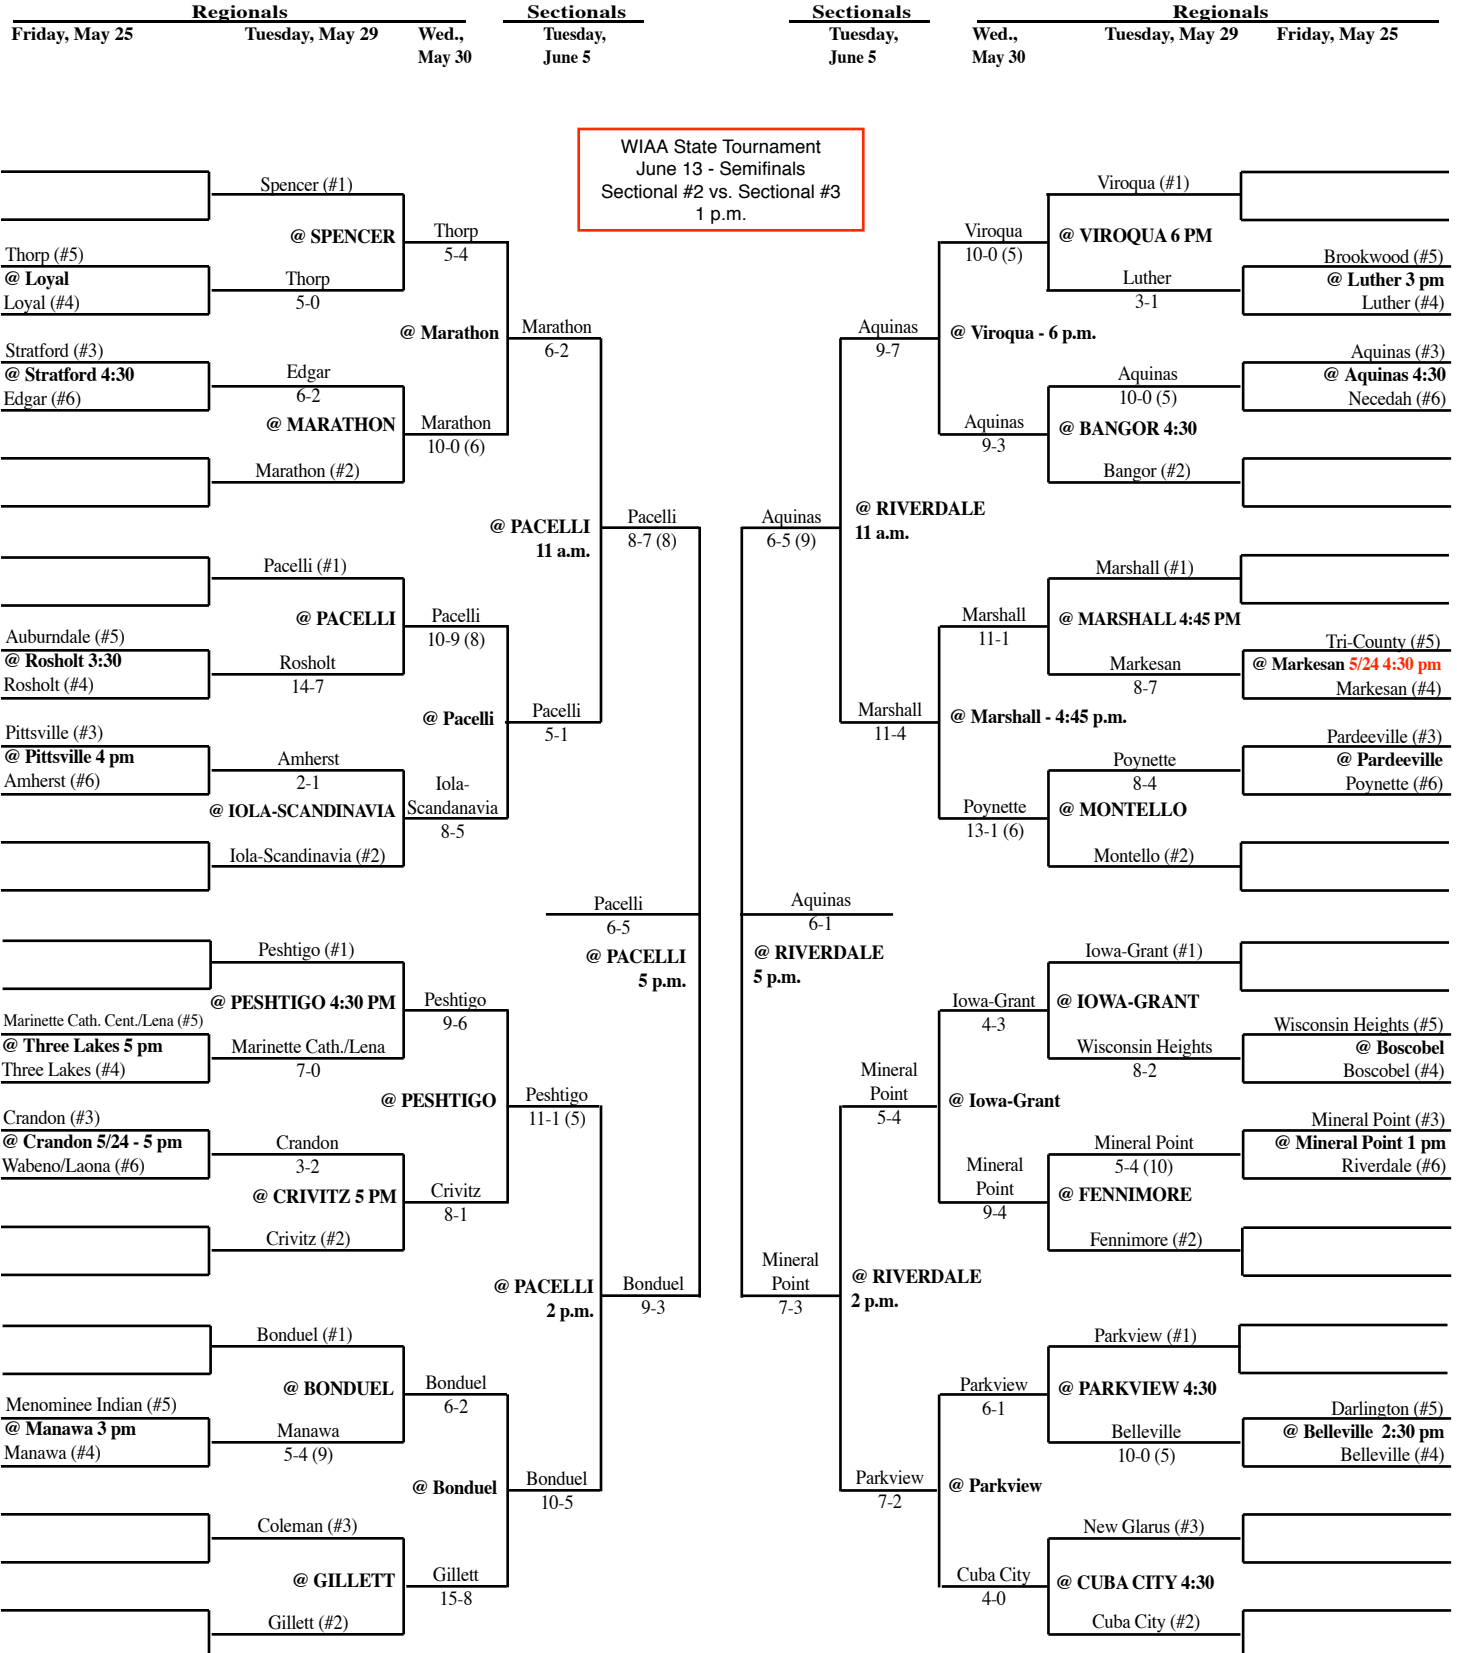 Regionals
Sectionals
Sectionals
Regionals
Friday, May 25
Tuesday, May 29
Wed.,
May 30
Tuesday,
June 5
Tuesday,
June 5
Wed.,
May 30
Tuesday, May 29
Friday, May 25
WIAA State Tournament
June 13 - Semifinals
Sectional #2 vs. Sectional #3
1 p.m.
Spencer (#1)
@ SPENCER
Thorp
5-4
Thorp (#5)
@ Loyal
Loyal (#4)
Thorp
5-0
@ Marathon
Marathon
6-2
Stratford (#3)
@ Stratford 4:30
Edgar (#6)
Edgar
6-2
@ MARATHON
Marathon
10-0 (6)
Marathon (#2)
@ PACELLI
11 a.m.
Pacelli
8-7 (8)
Pacelli (#1)
@ PACELLI
Pacelli
10-9 (8)
Auburndale (#5)
@ Rosholt 3:30
Rosholt (#4)
Rosholt
14-7
@ Pacelli
Pacelli
5-1
Pittsville (#3)
@ Pittsville 4 pm
Amherst (#6)
Amherst
2-1
@ IOLA-SCANDINAVIA
Iola-
Scandanavia
8-5
Iola-Scandinavia (#2)
Pacelli
6-5
@ PACELLI
5 p.m.
Peshtigo (#1)
@ PESHTIGO 4:30 PM
Peshtigo
9-6
Marinette Cath. Cent./Lena (#5)
@ Three Lakes 5 pm
Three Lakes (#4)
Marinette Cath./Lena
7-0
@ PESHTIGO
Peshtigo
11-1 (5)
Crandon (#3)
@ Crandon 5/24 - 5 pm
Wabeno/Laona (#6)
Crandon
3-2
@ CRIVITZ 5 PM
Crivitz
8-1
Crivitz (#2)
@ PACELLI
2 p.m.
Bonduel
9-3
Bonduel (#1)
@ BONDUEL
Bonduel
6-2
Menominee Indian (#5)
@ Manawa 3 pm
Manawa (#4)
Manawa
5-4 (9)
@ Bonduel
Bonduel
10-5
Coleman (#3)
@ GILLETT
Gillett
15-8
Gillett (#2)
Viroqua (#1)
Viroqua
10-0 (5)
@ VIROQUA 6 PM
Brookwood (#5)
@ Luther 3 pm
Luther (#4)
Luther
3-1
Aquinas
9-7
@ Viroqua - 6 p.m.
Aquinas (#3)
@ Aquinas 4:30
Necedah (#6)
Aquinas
10-0 (5)
Aquinas
9-3
@ BANGOR 4:30
Bangor (#2)
Aquinas
6-5 (9)
@ RIVERDALE
11 a.m.
Marshall (#1)
Marshall
11-1
@ MARSHALL 4:45 PM
Tri-County (#5)
@ Markesan 5/24 4:30 pm
Markesan (#4)
Markesan
8-7
Marshall
11-4
@ Marshall - 4:45 p.m.
Pardeeville (#3)
@ Pardeeville
Poynette (#6)
Poynette
8-4
Poynette
13-1 (6)
@ MONTELLO
Montello (#2)
Aquinas
6-1
@ RIVERDALE
5 p.m.
Iowa-Grant (#1)
Iowa-Grant
4-3
@ IOWA-GRANT
Wisconsin Heights (#5)
@ Boscobel
Boscobel (#4)
Wisconsin Heights
8-2
Mineral
Point
5-4
@ Iowa-Grant
Mineral Point (#3)
@ Mineral Point 1 pm
Riverdale (#6)
Mineral Point
5-4 (10)
Mineral
Point
9-4
@ FENNIMORE
Fennimore (#2)
Mineral
Point
7-3
@ RIVERDALE
2 p.m.
Parkview (#1)
Parkview
6-1
@ PARKVIEW 4:30
Darlington (#5)
@ Belleville 2:30 pm
Belleville (#4)
Belleville
10-0 (5)
Parkview
7-2
@ Parkview
New Glarus (#3)
Cuba City
4-0
@ CUBA CITY 4:30
Cuba City (#2)